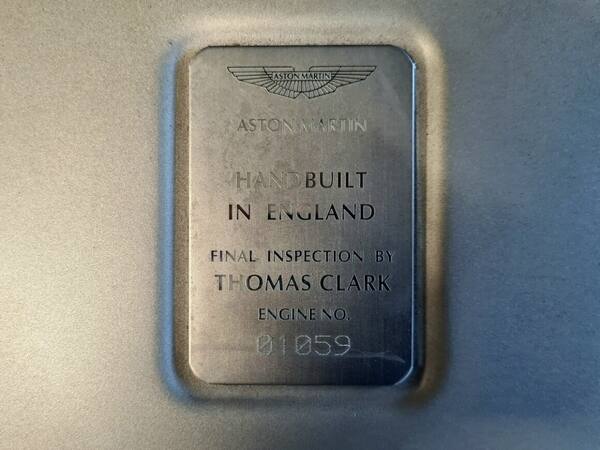 ASTON MARTIN
ASTON MARTIN
HANDBUILT
IN ENGLAND
FINAL INSPECTION BY
THOMAS CLARK
ENGINE NO.
01059